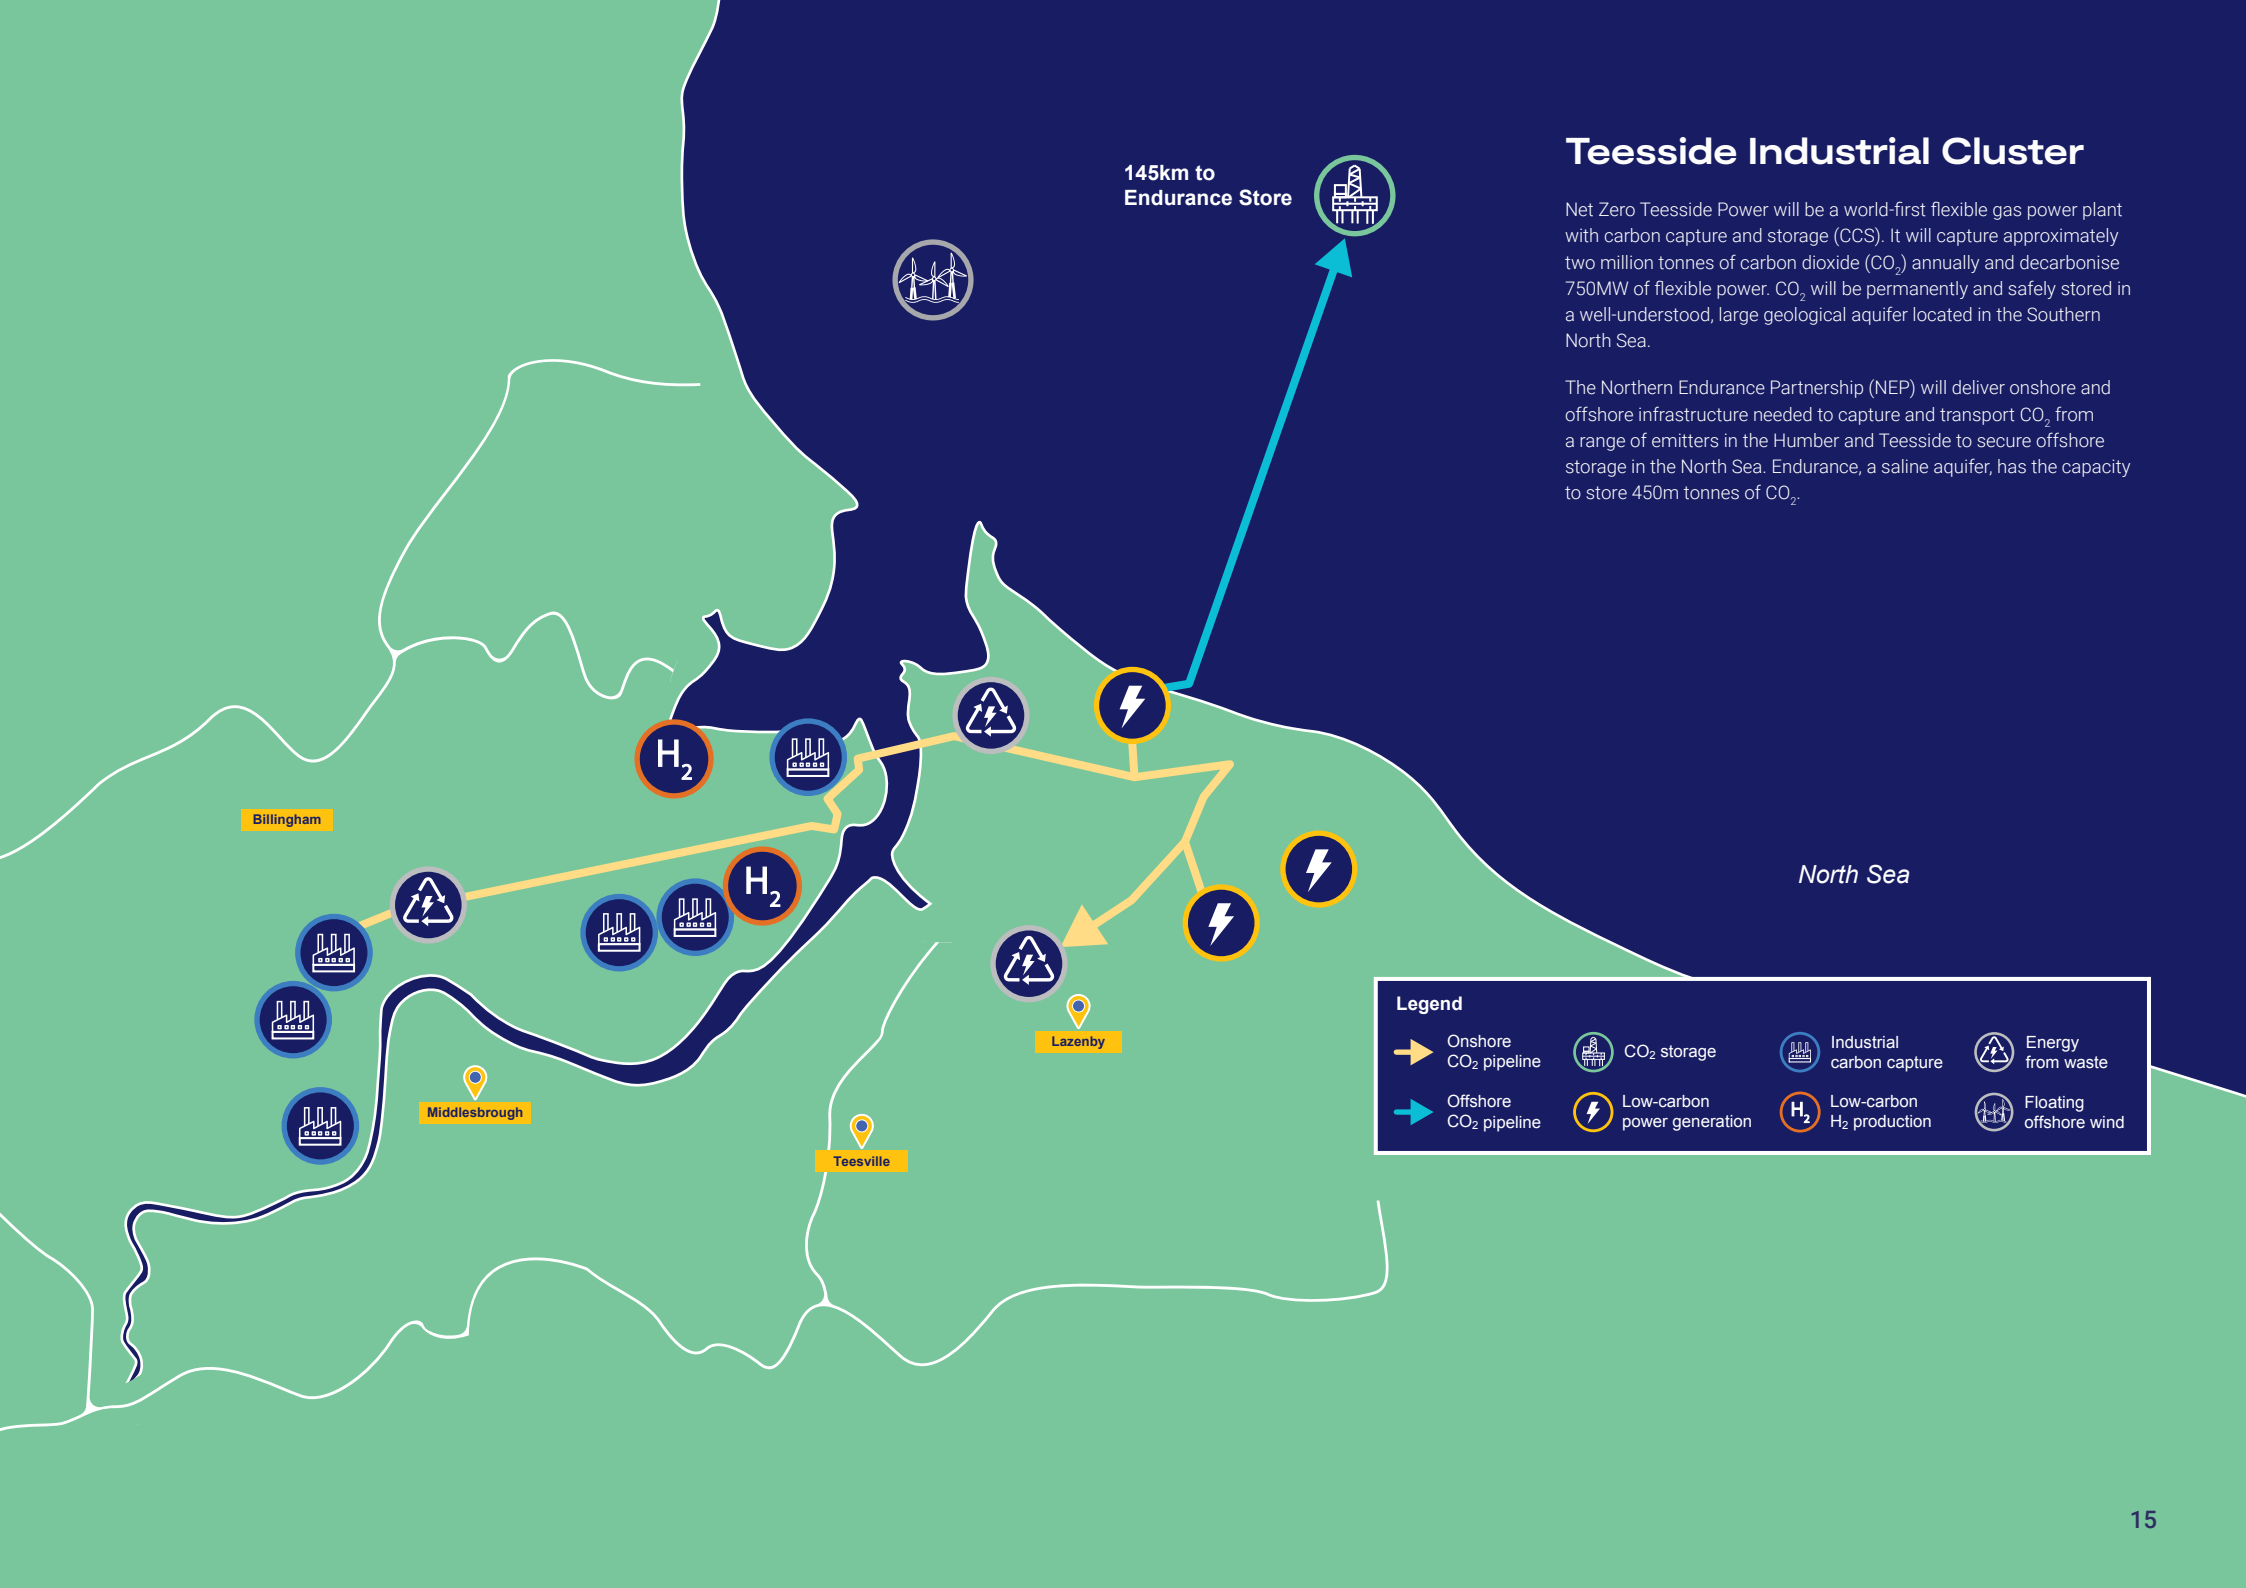 Teesside Industrial Cluster
Net Zero Teesside Power will be a world-first flexible gas power plant
with carbon capture and storage (CCS). It will capture approximately
two million tonnes of carbon dioxide (CO₂) annually and decarbonise
750MW of flexible power. CO₂ will be permanently and safely stored in
a well-understood, large geological aquifer located in the Southern
North Sea.
The Northern Endurance Partnership (NEP) will deliver onshore and
offshore infrastructure needed to capture and transport CO₂ from
a range of emitters in the Humber and Teesside to secure offshore
storage in the North Sea. Endurance, a saline aquifer, has the capacity
to store 450m tonnes of CO₂.
145km to
Endurance Store
H₂
Billingham
H₂
North Sea
Lazenby
Middlesbrough
Teesville
Legend
Onshore
CO₂ pipeline
CO₂ storage
Industrial
carbon capture
Energy
from waste
Offshore
CO₂ pipeline
Low-carbon
power generation
H₂
Low-carbon
H₂ production
Floating
offshore wind
15